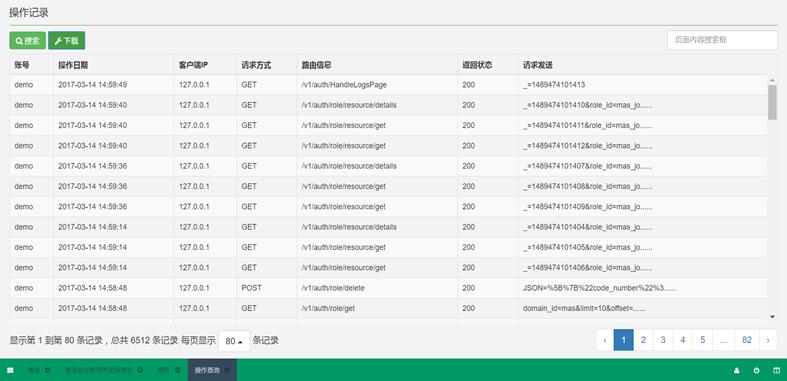 操作记录
搜索 下载 页面内容搜索框
账号 操作日期 客户端IP 请求方式 路由信息 返回状态 请求发送
demo 2017-03-14 14:59:49 127.0.0.1 GET /v1/auth/HandleLogsPage 200 _=1489474101413
demo 2017-03-14 14:59:40 127.0.0.1 GET /v1/auth/role/resource/details 200 _=1489474101410&role_id=mas_jo......
demo 2017-03-14 14:59:40 127.0.0.1 GET /v1/auth/role/resource/get 200 _=1489474101411&role_id=mas_jo......
demo 2017-03-14 14:59:40 127.0.0.1 GET /v1/auth/role/resource/get 200 _=1489474101412&role_id=mas_jo......
demo 2017-03-14 14:59:36 127.0.0.1 GET /v1/auth/role/resource/details 200 _=1489474101407&role_id=mas_jo......
demo 2017-03-14 14:59:36 127.0.0.1 GET /v1/auth/role/resource/get 200 _=1489474101408&role_id=mas_jo......
demo 2017-03-14 14:59:36 127.0.0.1 GET /v1/auth/role/resource/get 200 _=1489474101409&role_id=mas_jo......
demo 2017-03-14 14:59:14 127.0.0.1 GET /v1/auth/role/resource/details 200 _=1489474101404&role_id=mas_jo......
demo 2017-03-14 14:59:14 127.0.0.1 GET /v1/auth/role/resource/get 200 _=1489474101405&role_id=mas_jo......
demo 2017-03-14 14:59:14 127.0.0.1 GET /v1/auth/role/resource/get 200 _=1489474101406&role_id=mas_jo......
demo 2017-03-14 14:58:48 127.0.0.1 POST /v1/auth/role/delete 200 JSON=%5B%7B%22code_number%22%3......
demo 2017-03-14 14:58:48 127.0.0.1 GET /v1/auth/role/get 200 domain_id=mas&limit=10&offset=......
显示第 1 到第 80 条记录，总共 6512 条记录 每页显示 80 条记录 ‹ 1 2 3 4 5 ... 82 ›
角色 操作查询